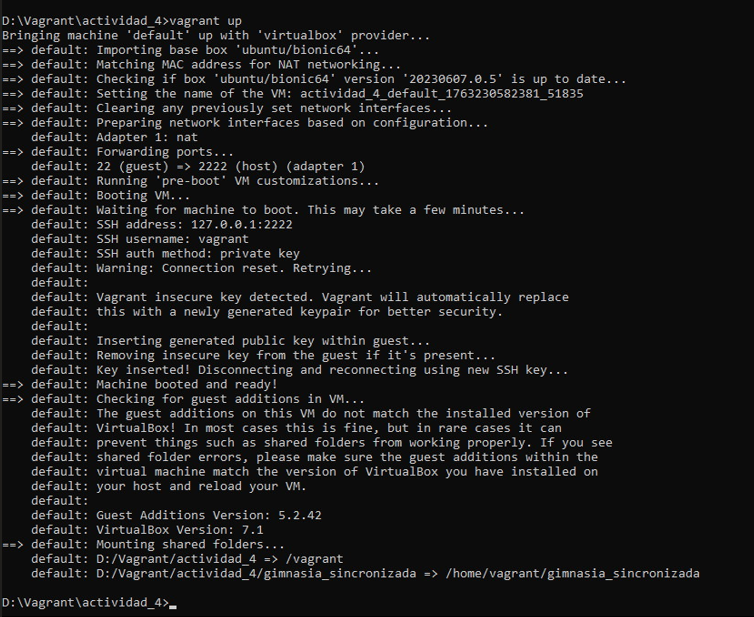 D:\Vagrant\actividad_4>vagrant up
Bringing machine 'default' up with 'virtualbox' provider...
==> default: Importing base box 'ubuntu/bionic64'...
==> default: Matching MAC address for NAT networking...
==> default: Checking if box 'ubuntu/bionic64' version '20230607.0.5' is up to date...
==> default: Setting the name of the VM: actividad_4_default_1763230582381_51835
==> default: Clearing any previously set network interfaces...
==> default: Preparing network interfaces based on configuration...
    default: Adapter 1: nat
==> default: Forwarding ports...
    default: 22 (guest) => 2222 (host) (adapter 1)
==> default: Running 'pre-boot' VM customizations...
==> default: Booting VM...
==> default: Waiting for machine to boot. This may take a few minutes...
    default: SSH address: 127.0.0.1:2222
    default: SSH username: vagrant
    default: SSH auth method: private key
    default: Warning: Connection reset. Retrying...
    default:
    default: Vagrant insecure key detected. Vagrant will automatically replace
    default: this with a newly generated keypair for better security.
    default:
    default: Inserting generated public key within guest...
    default: Removing insecure key from the guest if it's present...
    default: Key inserted! Disconnecting and reconnecting using new SSH key...
==> default: Machine booted and ready!
==> default: Checking for guest additions in VM...
    default: The guest additions on this VM do not match the installed version of
    default: VirtualBox! In most cases this is fine, but in rare cases it can
    default: prevent things such as shared folders from working properly. If you see
    default: shared folder errors, please make sure the guest additions within the
    default: virtual machine match the version of VirtualBox you have installed on
    default: your host and reload your VM.
    default:
    default: Guest Additions Version: 5.2.42
    default: VirtualBox Version: 7.1
==> default: Mounting shared folders...
    default: D:/Vagrant/actividad_4 => /vagrant
    default: D:/Vagrant/actividad_4/gimnasia_sincronizada => /home/vagrant/gimnasia_sincronizada
D:\Vagrant\actividad_4>